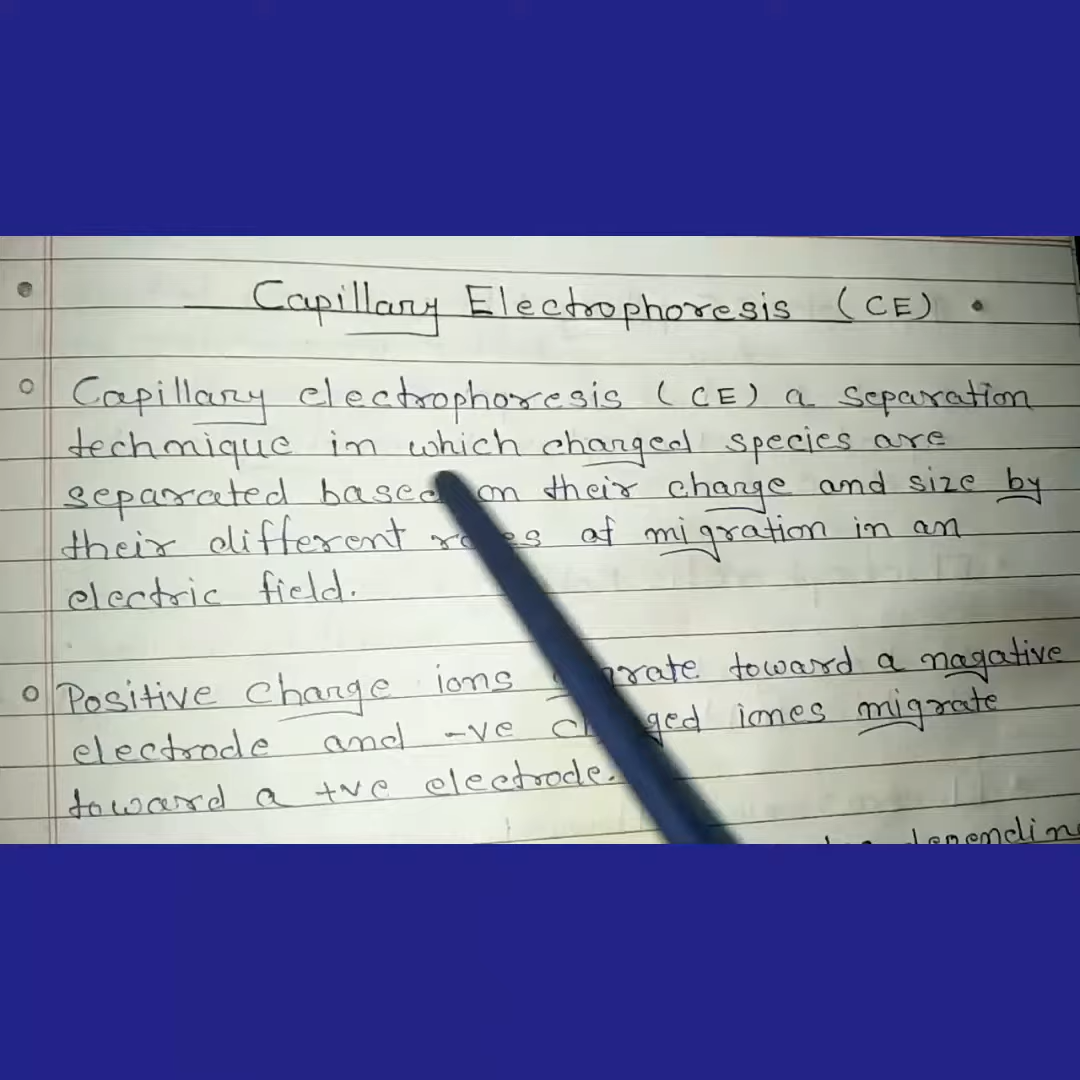 Capillary Electrophoresis (CE)
Capillary electrophoresis (CE) a separation
technique in which charged species are
separated based on their charge and size by
their different of migration in an
electric field.
Positive charge ions toward a nagative
electrode and -ve iones migrate
toward a +ve electrode.